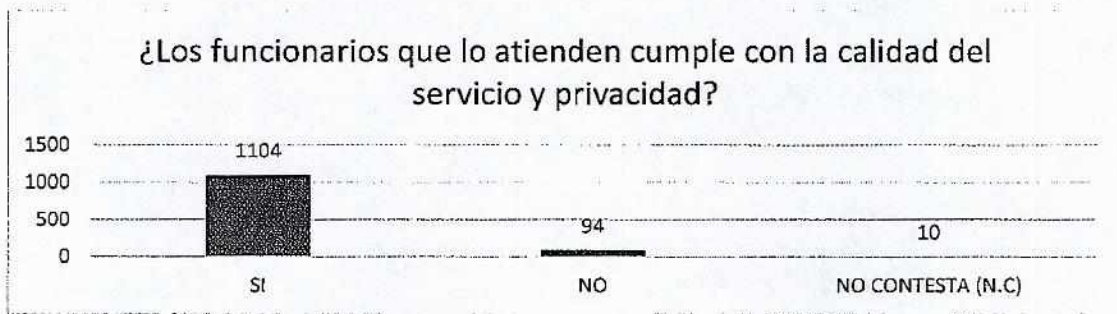 ¿Los funcionarios que lo atienden cumple con la calidad del
servicio y privacidad?
1500
1000
500
0
1104
94
10
SI
NO
NO CONTESTA (N.C)